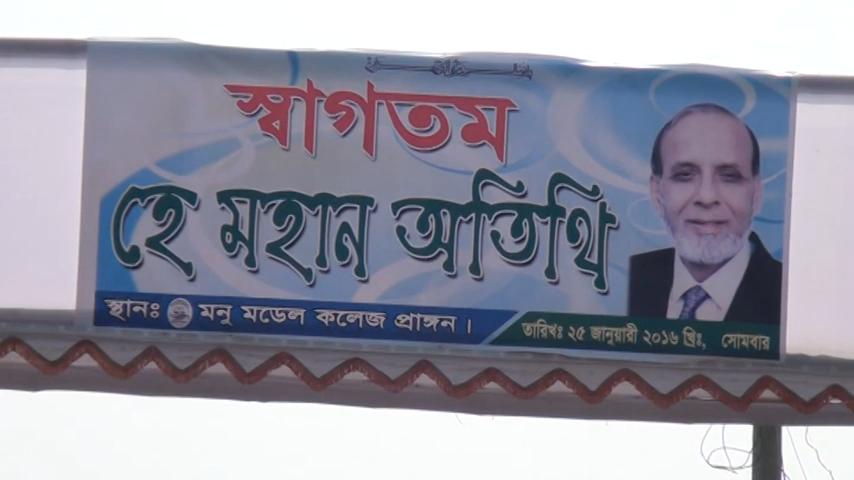 স্বাগতম
হে মহান অতিথি
স্থানঃ মনু মডেল কলেজ প্রাঙ্গন।
তারিখঃ ২৫ জানুয়ারী ২০১৬ খ্রিঃ, সোমবার